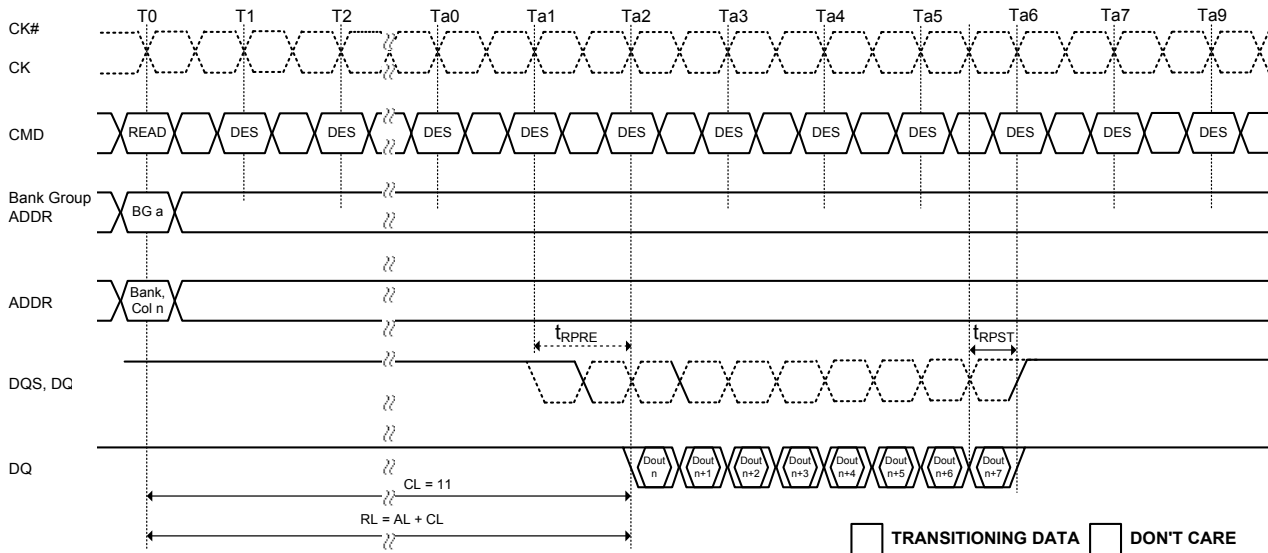 T0 T1 T2 Ta0 Ta1 Ta2 Ta3 Ta4 Ta5 Ta6 Ta7 Ta9
CK#
CK
CMD READ DES DES DES DES DES DES DES DES DES DES DES
Bank Group
ADDR
BG a
ADDR
Bank,
Col n
tRPRE
tRPST
DQS, DQ
DQ
Dout n
Dout n+1
Dout n+2
Dout n+3
Dout n+4
Dout n+5
Dout n+6
Dout n+7
CL = 11
RL = AL + CL
TRANSITIONING DATA
DON'T CARE